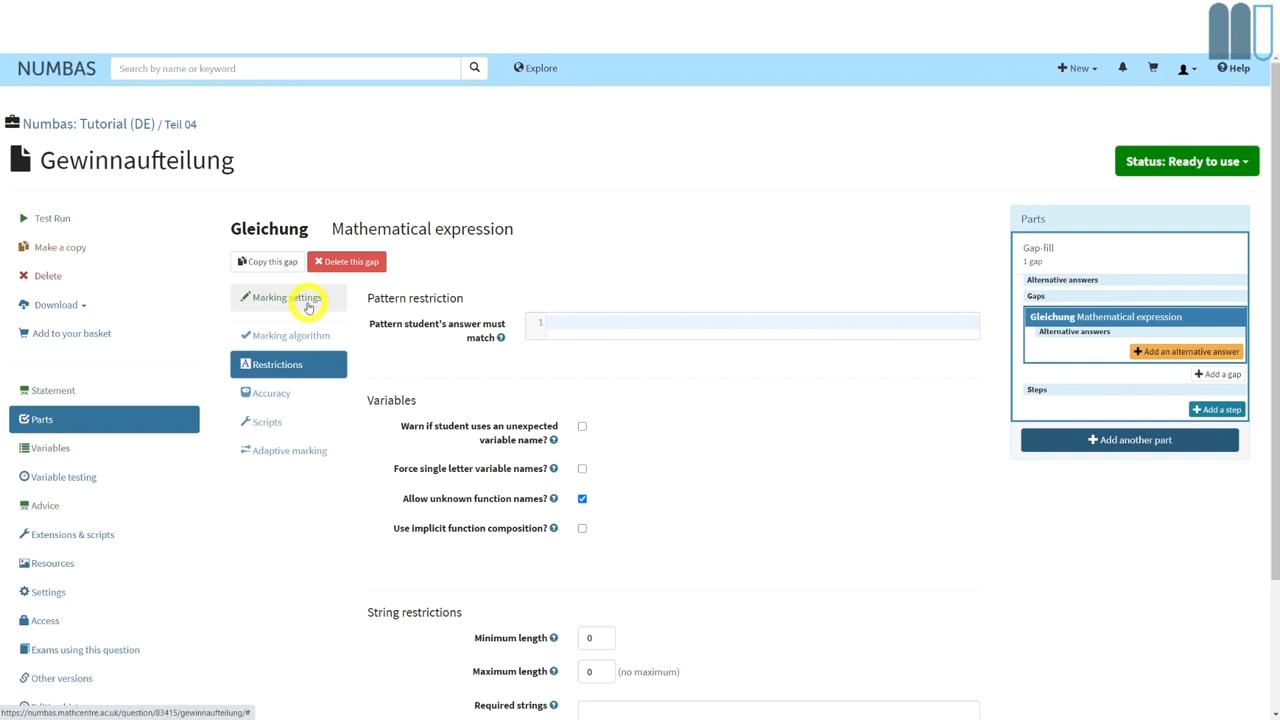 NUMBAS
Search by name or keyword
Explore
New
Help
Numbas: Tutorial (DE) / Teil 04
Gewinnaufteilung
Status: Ready to use
Test Run
Make a copy
Delete
Download
Add to your basket
Statement
Parts
Variables
Variable testing
Advice
Extensions & scripts
Resources
Settings
Access
Exams using this question
Other versions
https://numbas.mathcentre.ac.uk/question/83415/gewinnaufteilung/#
Gleichung Mathematical expression
Copy this gap
Delete this gap
Marking settings
Marking algorithm
Restrictions
Accuracy
Scripts
Adaptive marking
Pattern restriction
Pattern student's answer must
match
1
Variables
Warn if student uses an unexpected
variable name?
Force single letter variable names?
Allow unknown function names?
Use implicit function composition?
String restrictions
Minimum length
0
Maximum length
0
(no maximum)
Required strings
Parts
Gap-fill
1 gap
Alternative answers
Gaps
Gleichung Mathematical expression
Alternative answers
Add an alternative answer
Add a gap
Steps
Add a step
Add another part